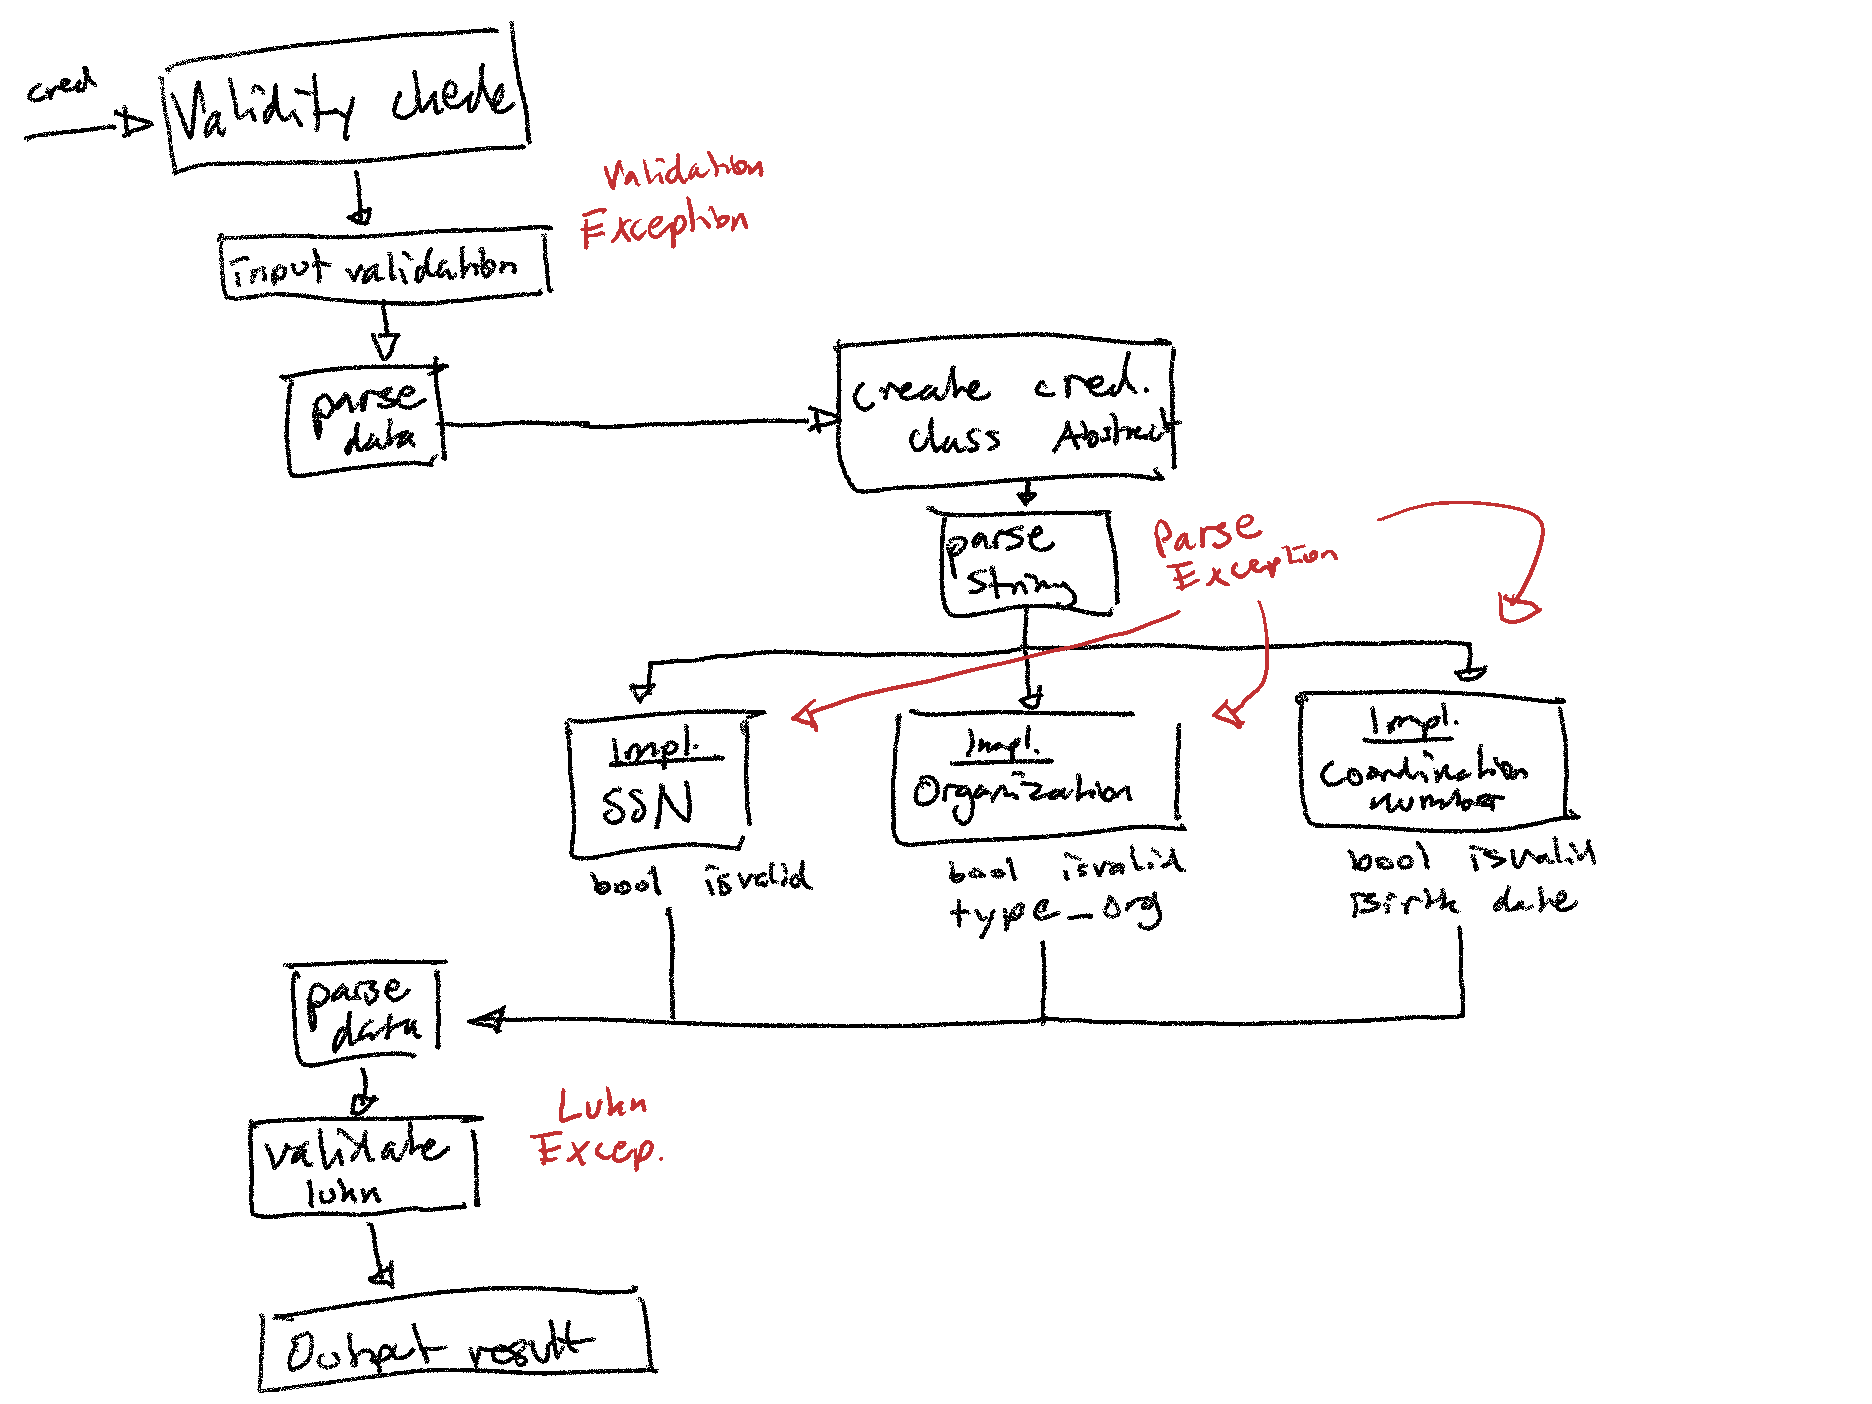 cred
Validity check
Validation
Exception
input validation
parse
data
create cred.
class Abstract
parse
string
Parse
Exception
Impl.
SSN
bool isvalid
Impl.
Organization
bool isvalid
type_org
Impl.
Coordination
number
bool isvalid
Birth date
parse
data
Luhn
Excep.
validate
luhn
Output result